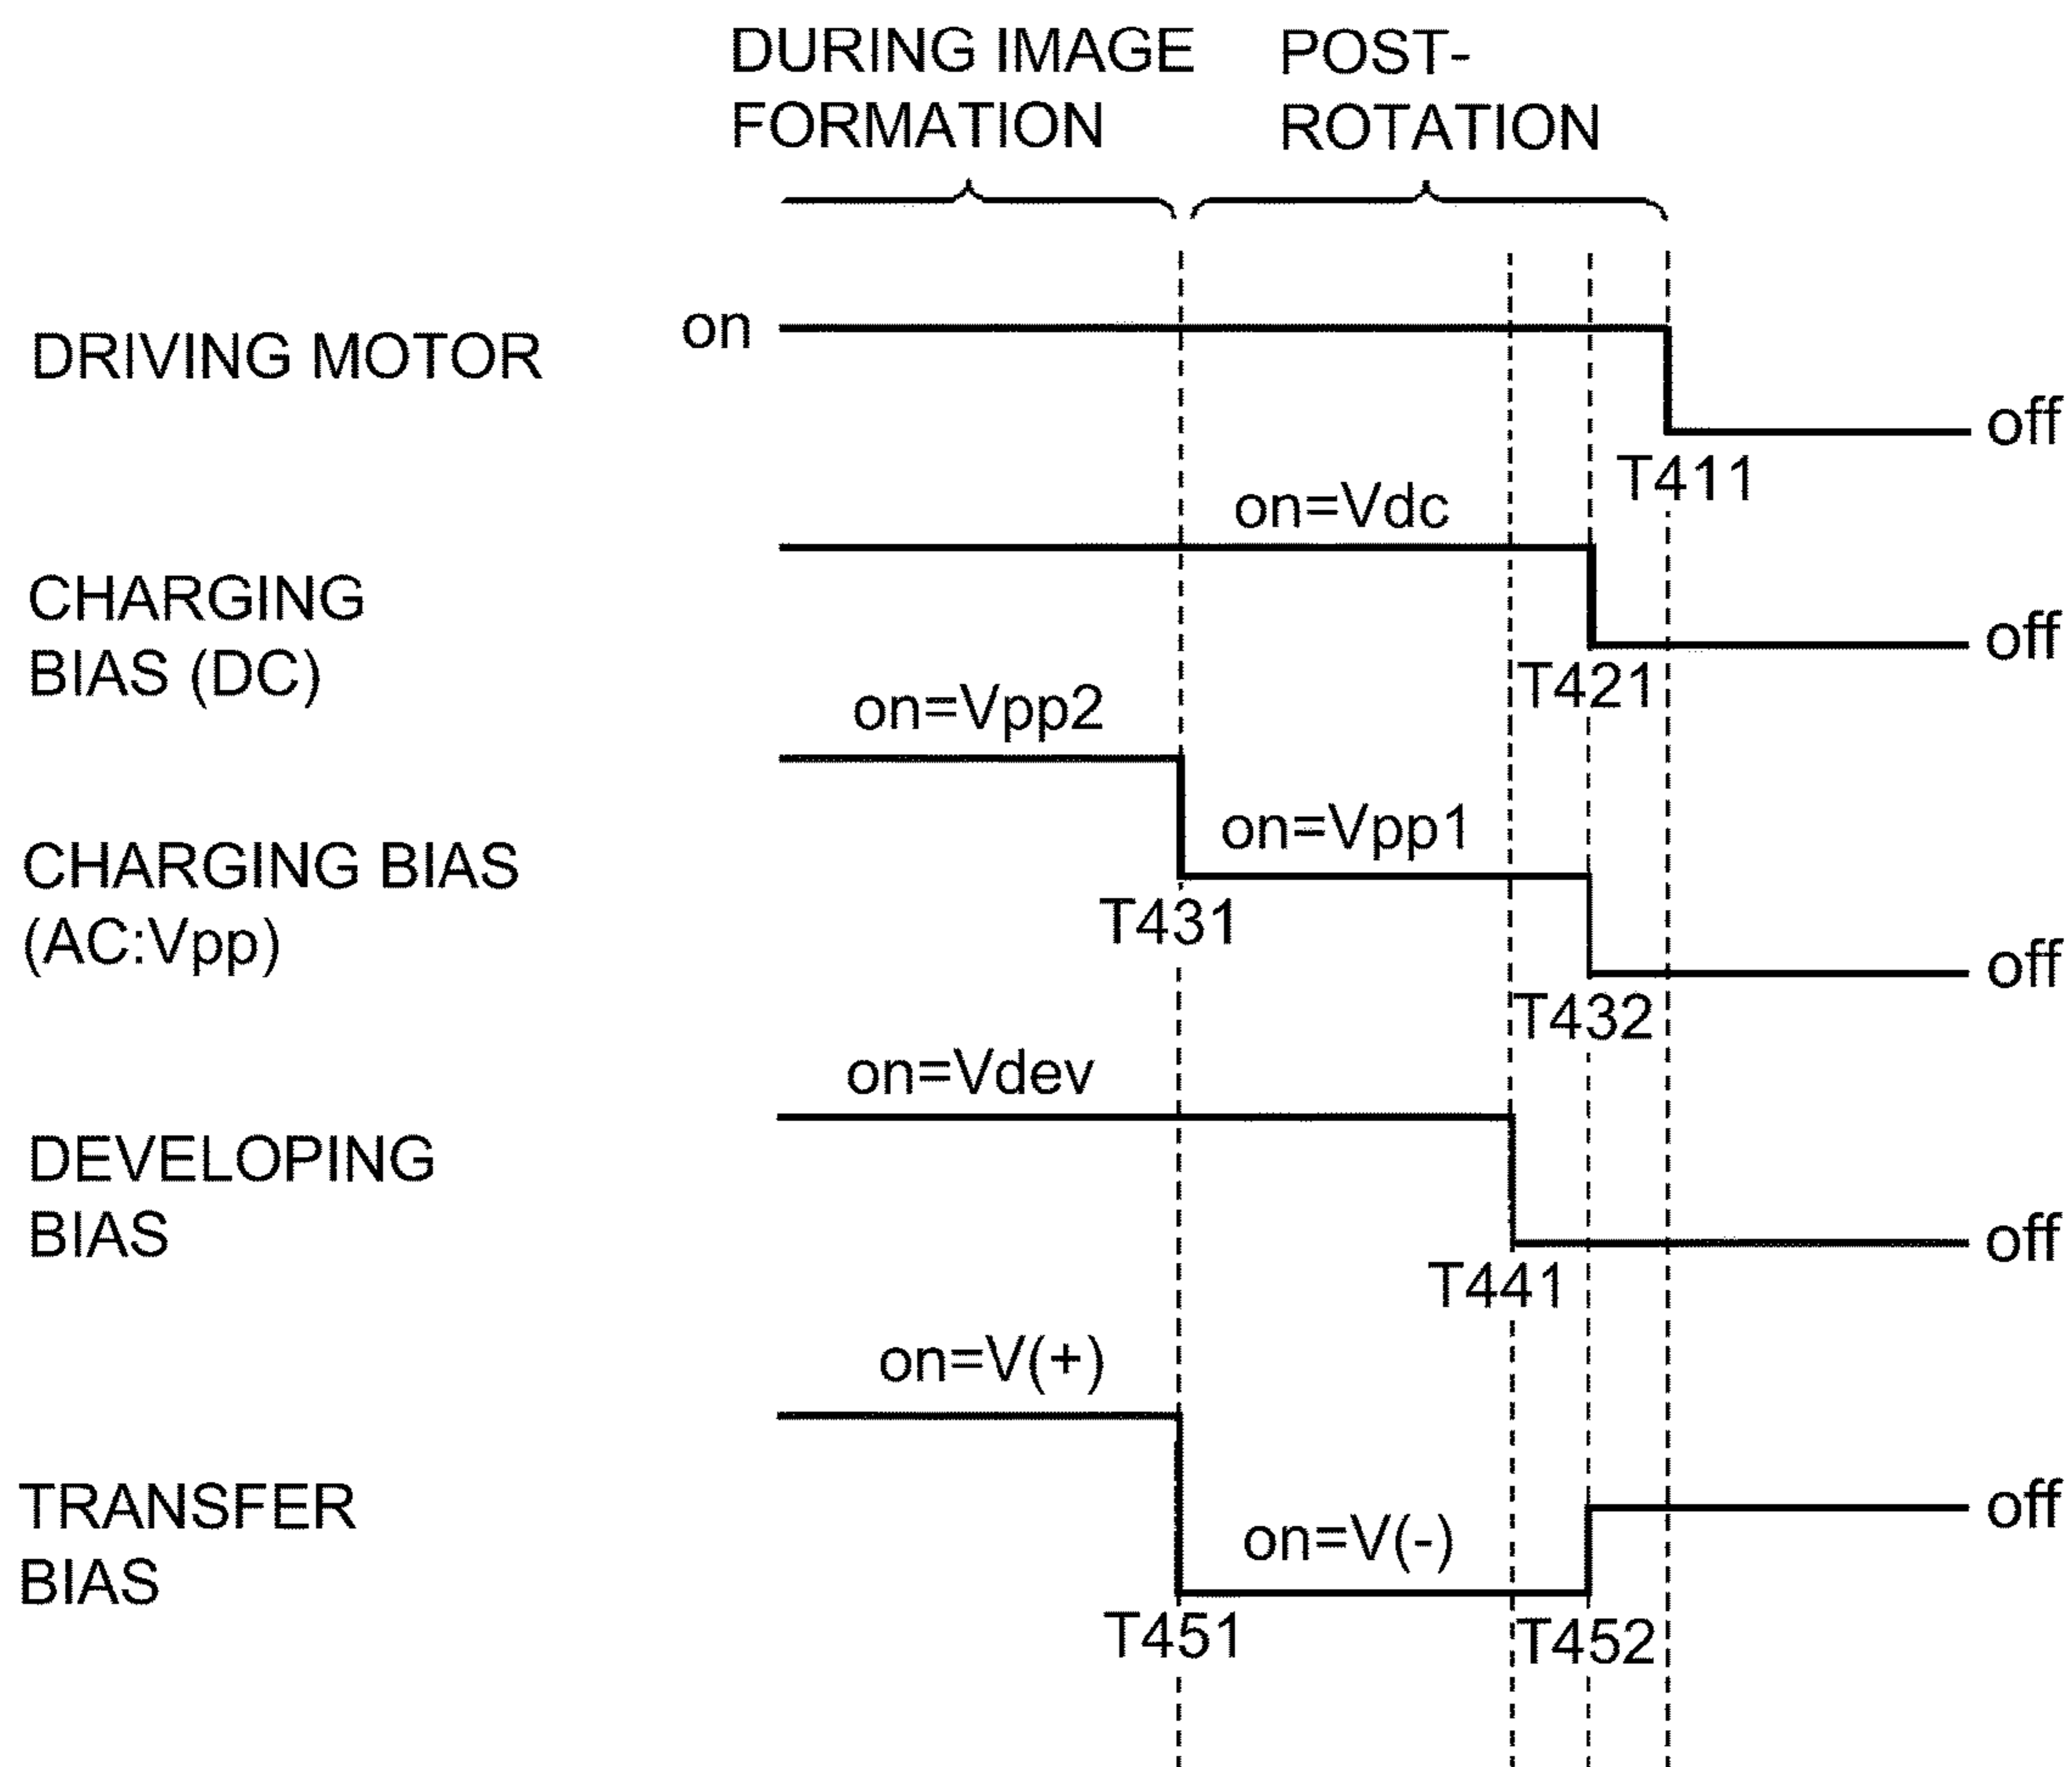 DURING IMAGE
FORMATION
POST-
ROTATION
DRIVING MOTOR
on
off
T411
CHARGING
BIAS (DC)
on=Vdc
off
T421
CHARGING BIAS
(AC:Vpp)
on=Vpp2
on=Vpp1
T431
off
T432
DEVELOPING
BIAS
on=Vdev
off
T441
TRANSFER
BIAS
on=V(+)
on=V(-)
off
T451
T452